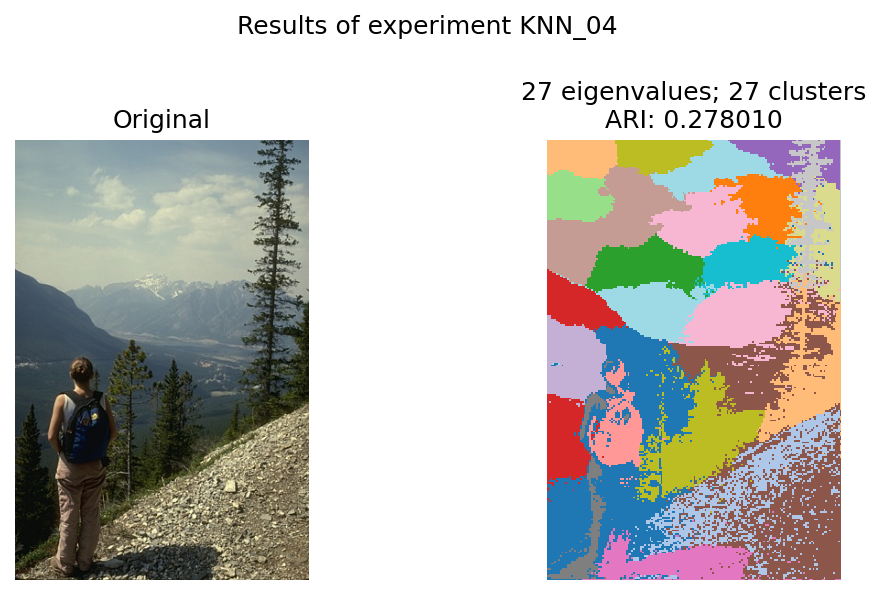 Results of experiment KNN_04
Original
27 eigenvalues; 27 clusters
ARI: 0.278010